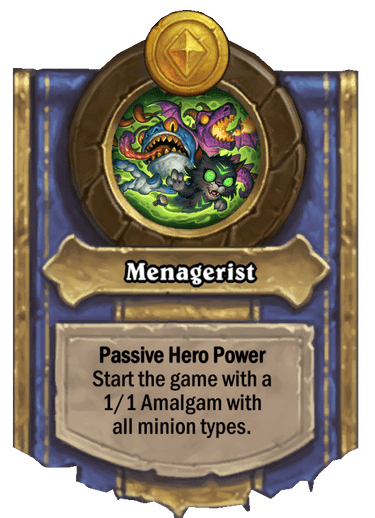 Menagerist
Passive Hero Power
Start the game with a
1/1 Amalgam with
all minion types.